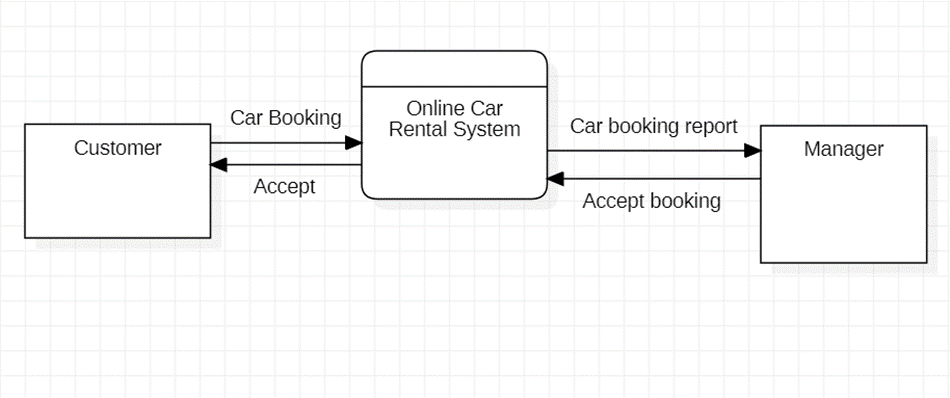 Car Booking
Customer
Accept
Online Car
Rental System
Car booking report
Accept booking
Manager